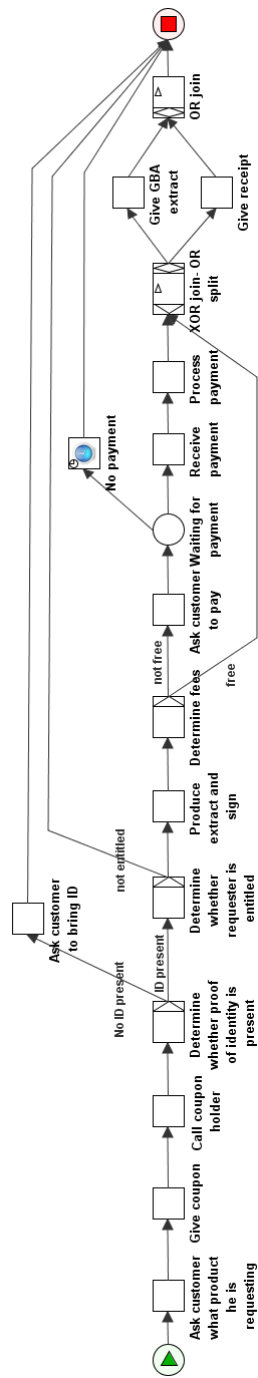 Ask customer
what product
he is
requesting
Give coupon
Call coupon
holder
Determine
whether proof
of identity is
present
No ID present
ID present
Ask customer
to bring ID
Determine
whether
requester is
entitled
not entitled
Produce
extract and
sign
Determine fees
not free
free
Ask customer
to pay
Waiting for
payment
No payment
Receive
payment
Process
payment
XOR join- OR
split
Give GBA
extract
Give receipt
OR join